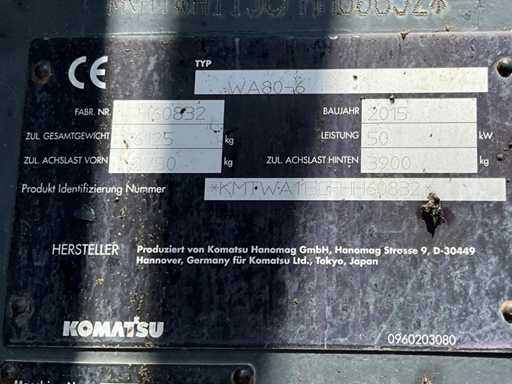 CE
TYP
WA80-6
FABR. NR.
H60832
BAUJAHR
2015
ZUL. GESAMTGEWICHT
kg
LEISTUNG
50
kW
ZUL. ACHSLAST VORN
kg
ZUL. ACHSLAST HINTEN
3900
kg
Produkt Identifizierung Nummer
HERSTELLER
Produziert von Komatsu Hanomag GmbH, Hanomag Strosse 9, D-30449
Hannover, Germany für Komatsu Ltd., Tokyo, Japan
KOMATSU
0960203080